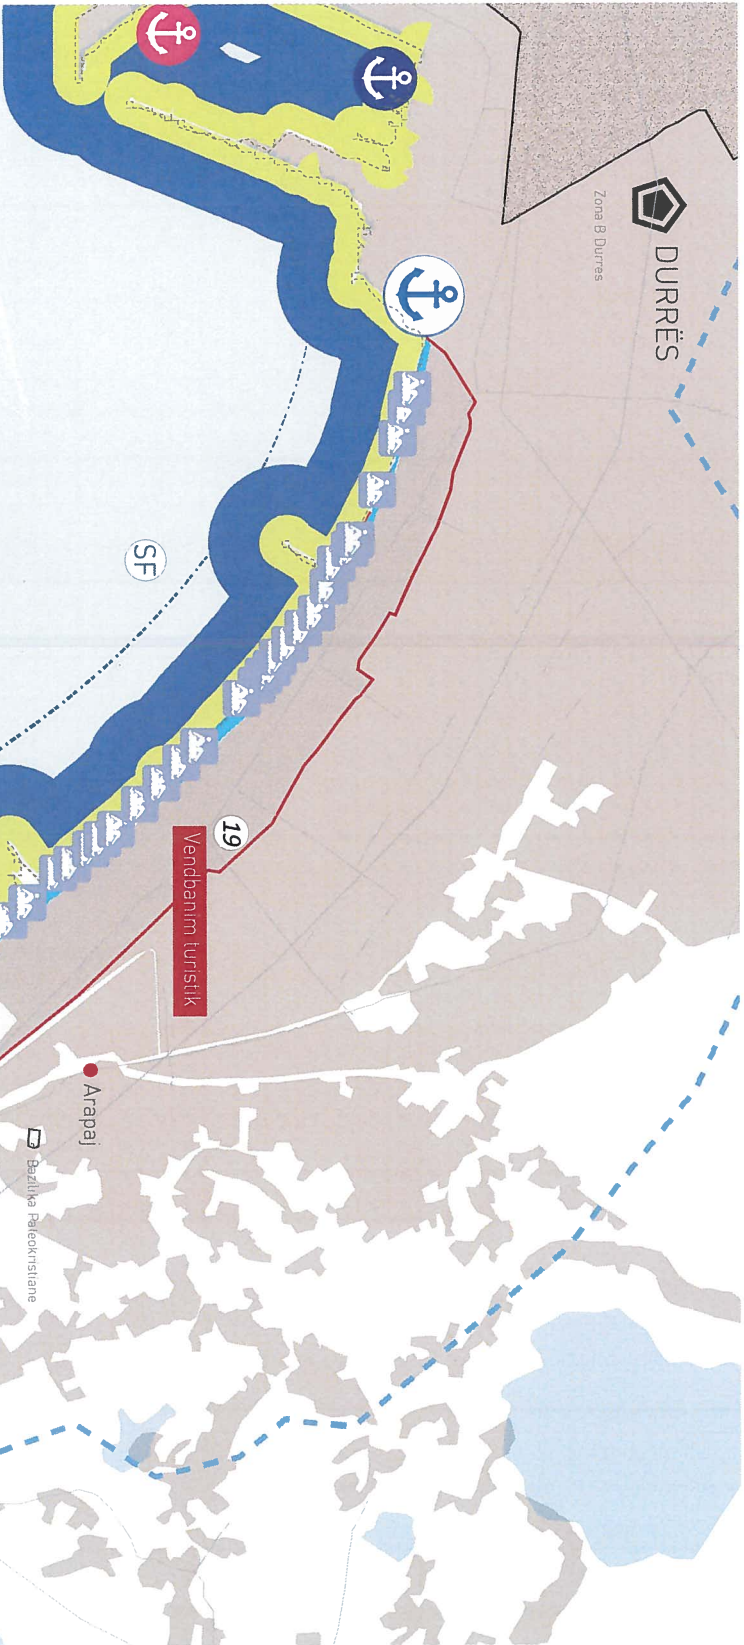 DURRËS
Zona B Durres
SF
19
Vendbanim turistik
Arapaj
Bazilika Paleokristiane